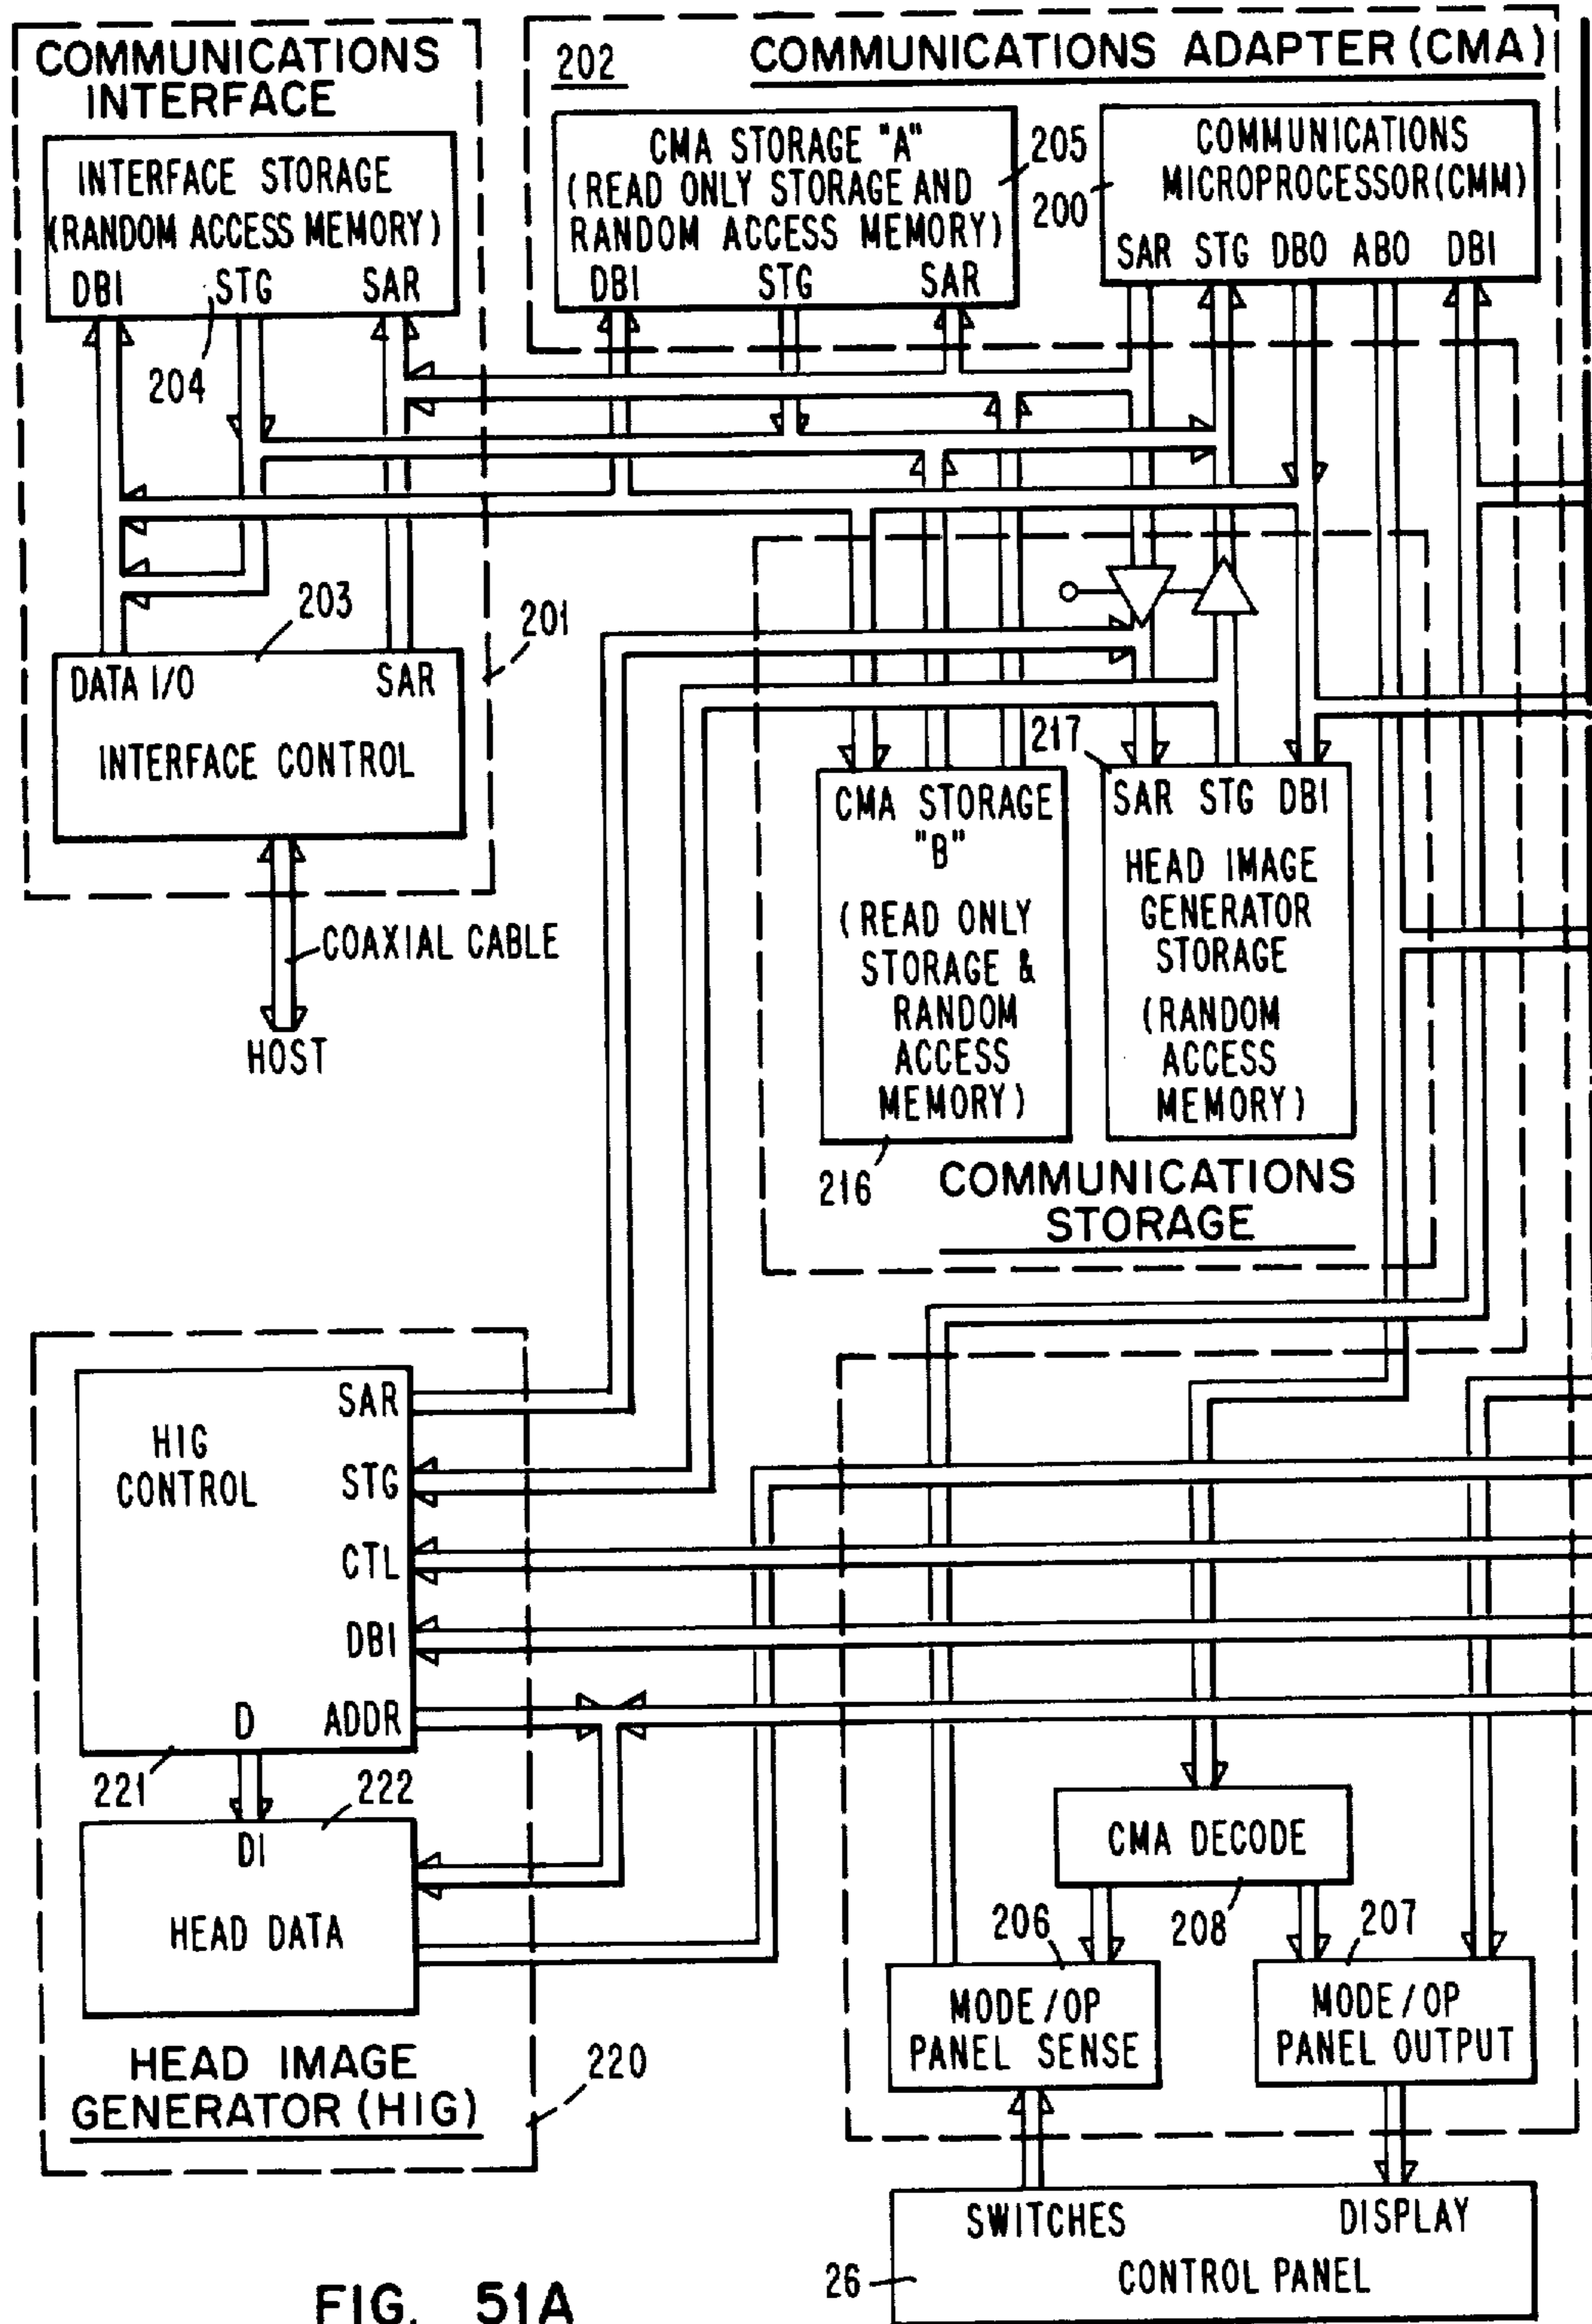 COMMUNICATIONS
INTERFACE
INTERFACE STORAGE
(RANDOM ACCESS MEMORY)
DBI STG SAR
204
203
201
DATA I/O SAR
INTERFACE CONTROL
COAXIAL CABLE
HOST
202 COMMUNICATIONS ADAPTER (CMA)
CMA STORAGE "A"
(READ ONLY STORAGE AND
RANDOM ACCESS MEMORY)
DBI STG SAR
205
200
COMMUNICATIONS
MICROPROCESSOR (CMM)
SAR STG DBO ABO DBI
217
CMA STORAGE
"B"
(READ ONLY
STORAGE &
RANDOM
ACCESS
MEMORY)
216
SAR STG DBI
HEAD IMAGE
GENERATOR
STORAGE
(RANDOM
ACCESS
MEMORY)
COMMUNICATIONS
STORAGE
HIG
CONTROL
SAR
STG
CTL
DBI
D ADDR
221
222
DI
HEAD DATA
HEAD IMAGE
GENERATOR (HIG)
220
CMA DECODE
206 208 207
MODE/OP
PANEL SENSE
MODE/OP
PANEL OUTPUT
SWITCHES DISPLAY
26 CONTROL PANEL
FIG. 51A